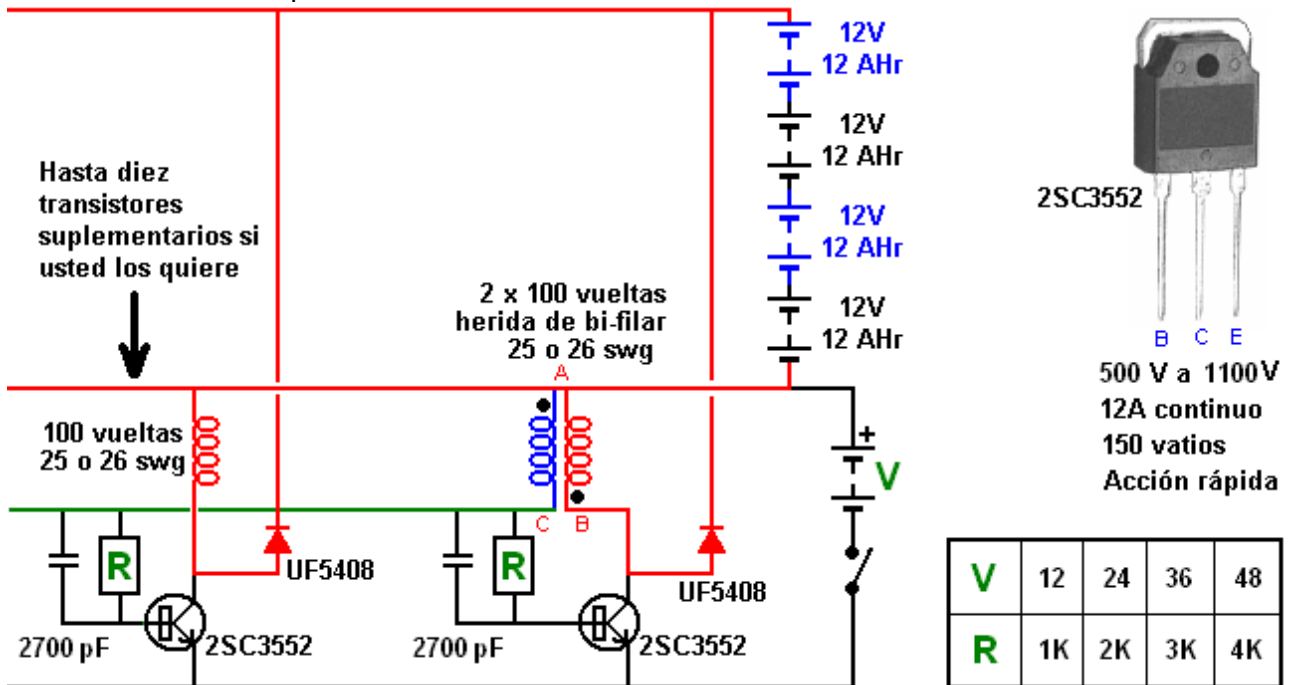 12V
12 AHr
12V
12 AHr
12V
12 AHr
12V
12 AHr
Hasta diez
transistores
suplementarios si
usted los quiere
2 x 100 vueltas
herida de bi-filar
25 o 26 swg
A
100 vueltas
25 o 26 swg
C B
+
V
R
UF5408
R
UF5408
2700 pF
2SC3552
2700 pF
2SC3552
2SC3552
B C E
500 V a 1100V
12A continuo
150 vatios
Acción rápida
V 12 24 36 48
R 1K 2K 3K 4K